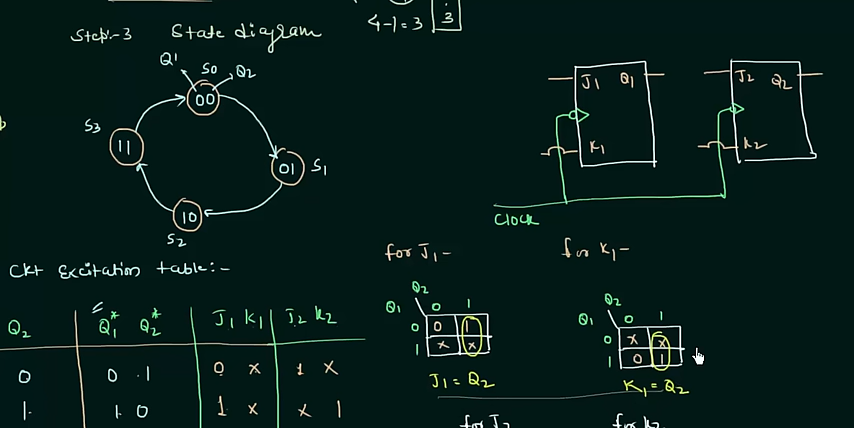 4-1=3 3
Step-3 State diagram
Q1 S0 Q2
00
S3
11
01 S1
10
S2
J1 Q1 J2 Q2
K1 K2
Clock
Ckt Excitation table:-
Q2 Q1* Q2* J1 K1 J2 K2
0 0 1 0 x 1 x
1 1 0 1 x x 1
for J1-
Q2
Q1 0 1
0 0 1
1 x x
J1 = Q2
for K1-
Q2
Q1 0 1
0 x x
1 0 1
K1 = Q2
for J2
for K2